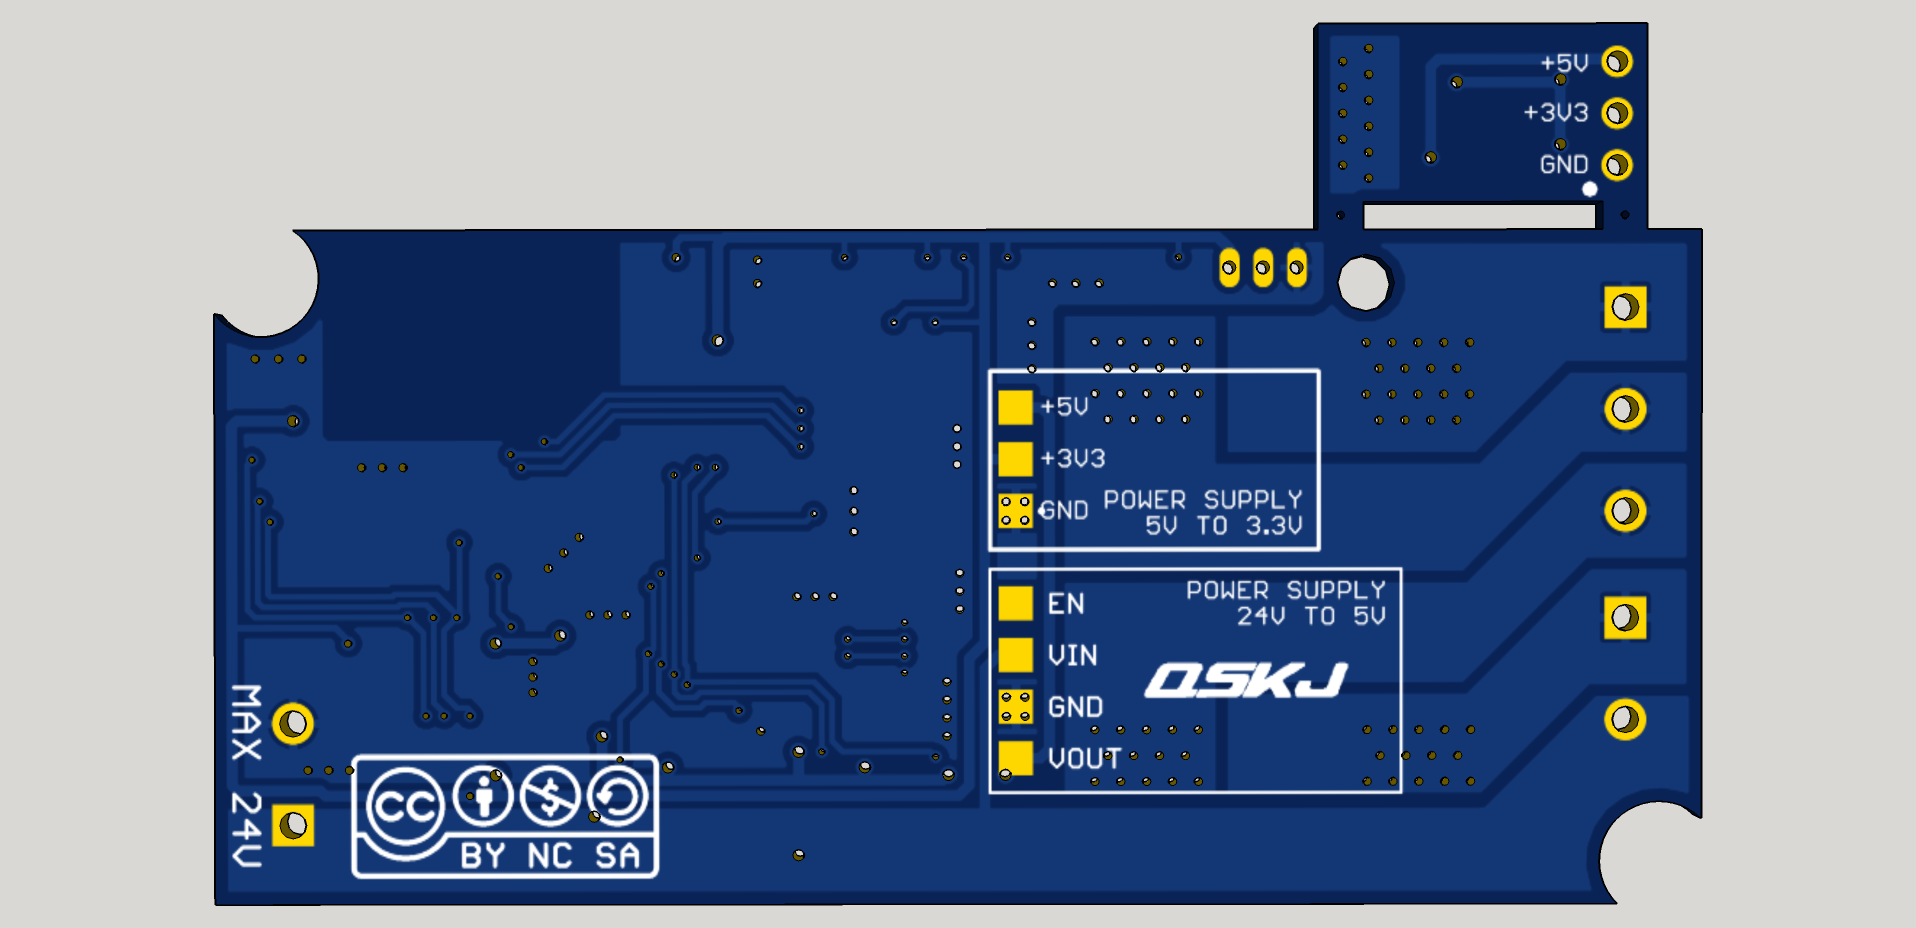 +5V
+3V3
GND
+5V
+3V3
GND
POWER SUPPLY
5V TO 3.3V
EN
VIN
GND
VOUT
POWER SUPPLY
24V TO 5V
QSKJ
MAX 24V
CC
BY NC SA